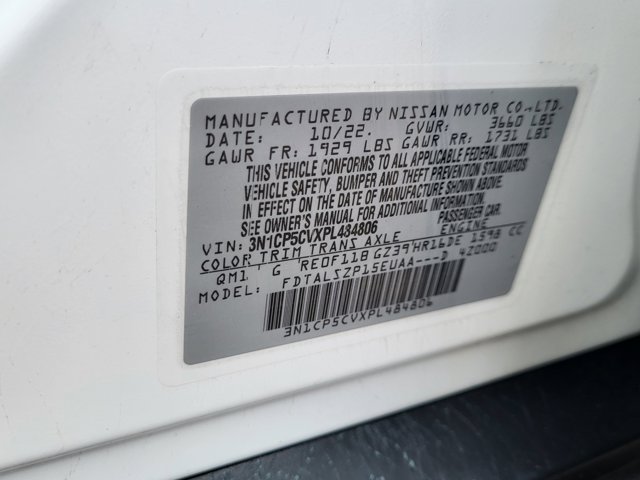 MANUFACTURED BY NISSAN MOTOR CO.,LTD.
DATE: 10/22. GVWR: 3660 LBS
GAWR FR: 1929 LBS GAWR RR: 1731 LBS
THIS VEHICLE CONFORMS TO ALL APPLICABLE FEDERAL MOTOR
VEHICLE SAFETY, BUMPER AND THEFT PREVENTION STANDARDS
IN EFFECT ON THE DATE OF MANUFACTURE SHOWN ABOVE.
SEE OWNER'S MANUAL FOR ADDITIONAL INFORMATION.
VIN: 3N1CP5CVXPL484806 PASSENGER CAR.
COLOR TRIM TRANS AXLE ENGINE
QM1 G RE0F11B GZ39 HR16DE 1598 CC
MODEL: FDTALSZP15EUAA---D 42000
3N1CP5CVXPL484806